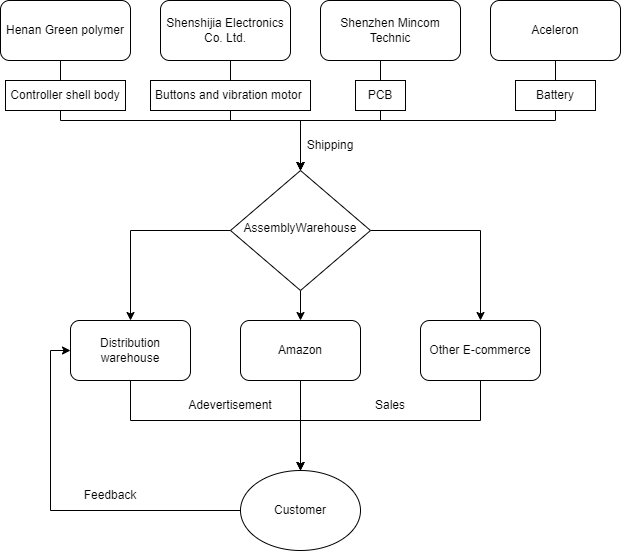 Henan Green polymer
Shenshijia Electronics
Co. Ltd.
Shenzhen Mincom
Technic
Aceleron
Controller shell body
Buttons and vibration motor
PCB
Battery
Shipping
AssemblyWarehouse
Distribution
warehouse
Amazon
Other E-commerce
Adevertisement
Sales
Feedback
Customer